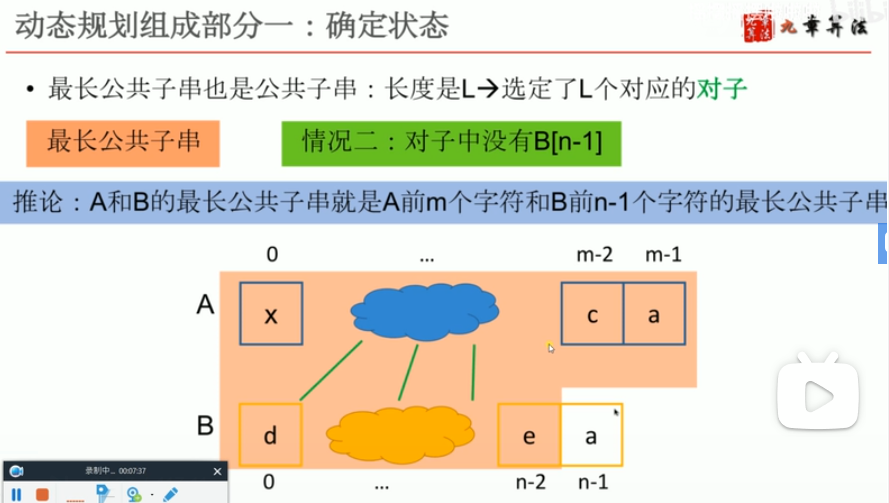 动态规划组成部分一：确定状态
九章算法
• 最长公共子串也是公共子串：长度是L→选定了L个对应的对子
最长公共子串
情况二：对子中没有B[n-1]
推论：A和B的最长公共子串就是A前m个字符和B前n-1个字符的最长公共子串
0 ... m-2 m-1
A x c a
B d e a
0 ... n-2 n-1
录制中... 00:07:37